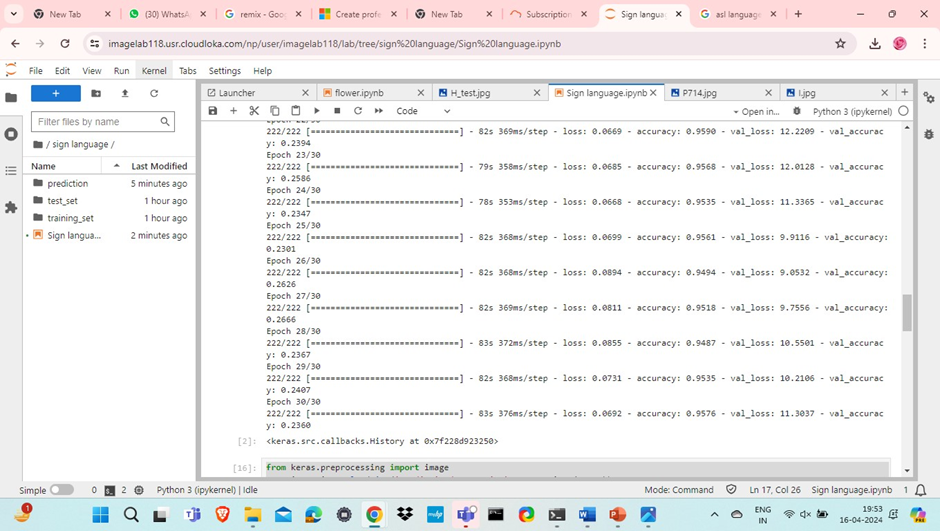 New Tab
(30) WhatsA
remix - Goo
Create profe
New Tab
Subscription
Sign languag
asl language
imagelab118.usr.cloudloka.com/np/user/imagelab118/lab/tree/sign%20language/Sign%20language.ipynb
File Edit View Run Kernel Tabs Settings Help
Launcher
flower.ipynb
H_test.jpg
Sign language.ipynb
P714.jpg
I.jpg
Filter files by name
Code
Open in...
Python 3 (ipykernel)
/ sign language /
Name Last Modified
prediction 5 minutes ago
test_set 1 hour ago
training_set 1 hour ago
Sign langua... 2 minutes ago
222/222 [==============================] - 82s 369ms/step - loss: 0.0669 - accuracy: 0.9590 - val_loss: 12.2209 - val_accurac
y: 0.2394
Epoch 23/30
222/222 [==============================] - 79s 358ms/step - loss: 0.0685 - accuracy: 0.9568 - val_loss: 12.0128 - val_accurac
y: 0.2586
Epoch 24/30
222/222 [==============================] - 78s 353ms/step - loss: 0.0668 - accuracy: 0.9535 - val_loss: 11.3365 - val_accurac
y: 0.2347
Epoch 25/30
222/222 [==============================] - 82s 368ms/step - loss: 0.0699 - accuracy: 0.9561 - val_loss: 9.9116 - val_accuracy:
0.2301
Epoch 26/30
222/222 [==============================] - 82s 368ms/step - loss: 0.0894 - accuracy: 0.9494 - val_loss: 9.0532 - val_accuracy:
0.2626
Epoch 27/30
222/222 [==============================] - 82s 369ms/step - loss: 0.0811 - accuracy: 0.9518 - val_loss: 9.7556 - val_accuracy:
0.2666
Epoch 28/30
222/222 [==============================] - 83s 372ms/step - loss: 0.0855 - accuracy: 0.9487 - val_loss: 10.5501 - val_accurac
y: 0.2367
Epoch 29/30
222/222 [==============================] - 82s 368ms/step - loss: 0.0731 - accuracy: 0.9535 - val_loss: 10.2106 - val_accurac
y: 0.2407
Epoch 30/30
222/222 [==============================] - 83s 376ms/step - loss: 0.0692 - accuracy: 0.9576 - val_loss: 11.3037 - val_accurac
y: 0.2360
[2]: <keras.src.callbacks.History at 0x7f228d923250>
[16]: from keras.preprocessing import image
Simple 0 2 Python 3 (ipykernel) | Idle Mode: Command Ln 17, Col 26 Sign language.ipynb 1
ENG
IN
19:53
16-04-2024